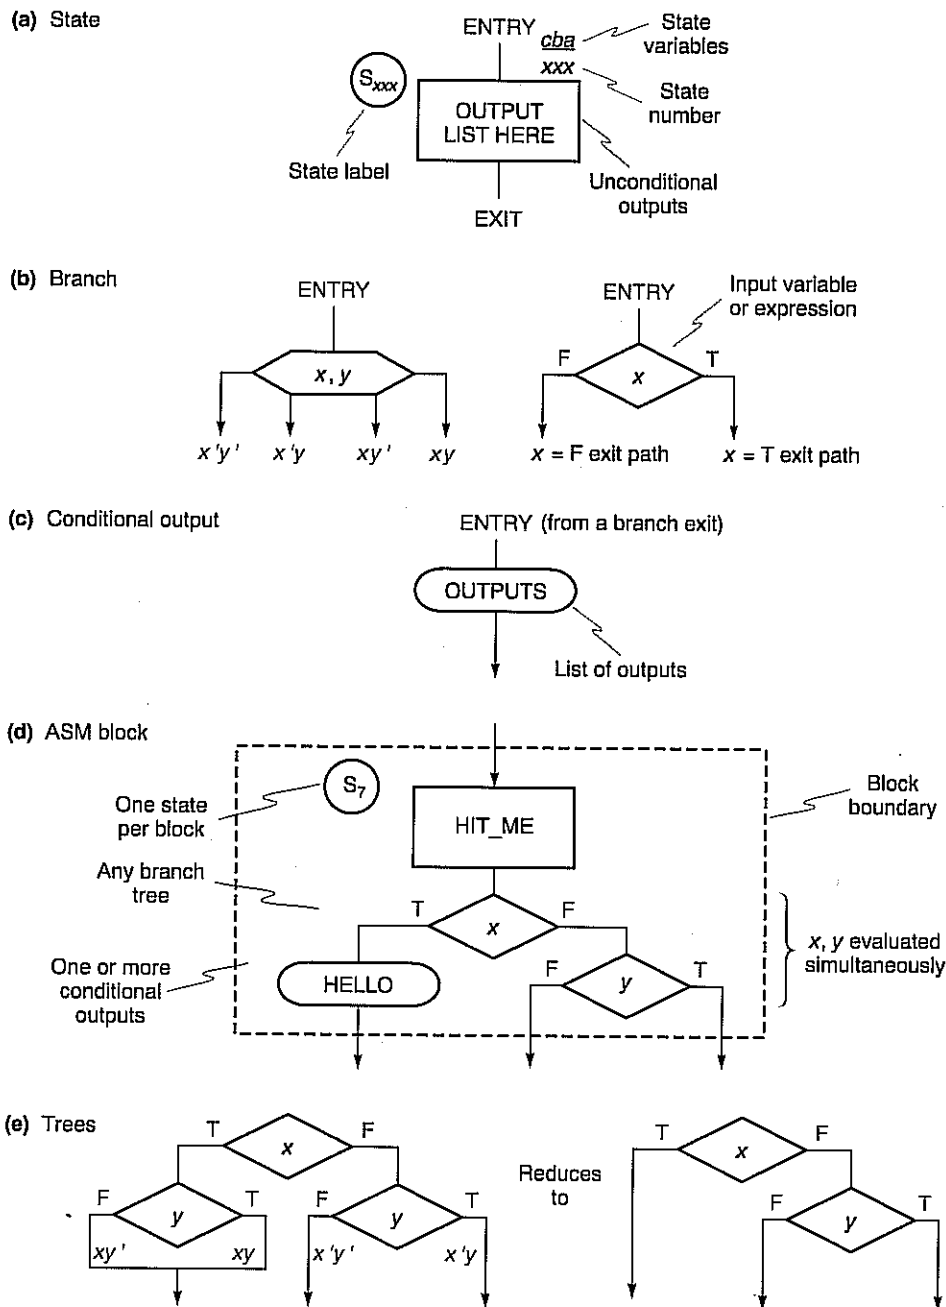 (a) State
ENTRY
cba
xxx
State
variables
State
number
Sxxx
OUTPUT
LIST HERE
State label
Unconditional
outputs
EXIT
(b) Branch
ENTRY
ENTRY
Input variable
or expression
x, y
F
x
T
x'y'
x'y
xy'
xy
x = F exit path
x = T exit path
(c) Conditional output
ENTRY (from a branch exit)
OUTPUTS
List of outputs
(d) ASM block
S7
One state
per block
HIT_ME
Block
boundary
Any branch
tree
T
x
F
x, y evaluated
simultaneously
One or more
conditional
outputs
HELLO
F
y
T
(e) Trees
T
x
F
F
y
T
F
y
T
xy'
xy
x'y'
x'y
Reduces
to
T
x
F
F
y
T